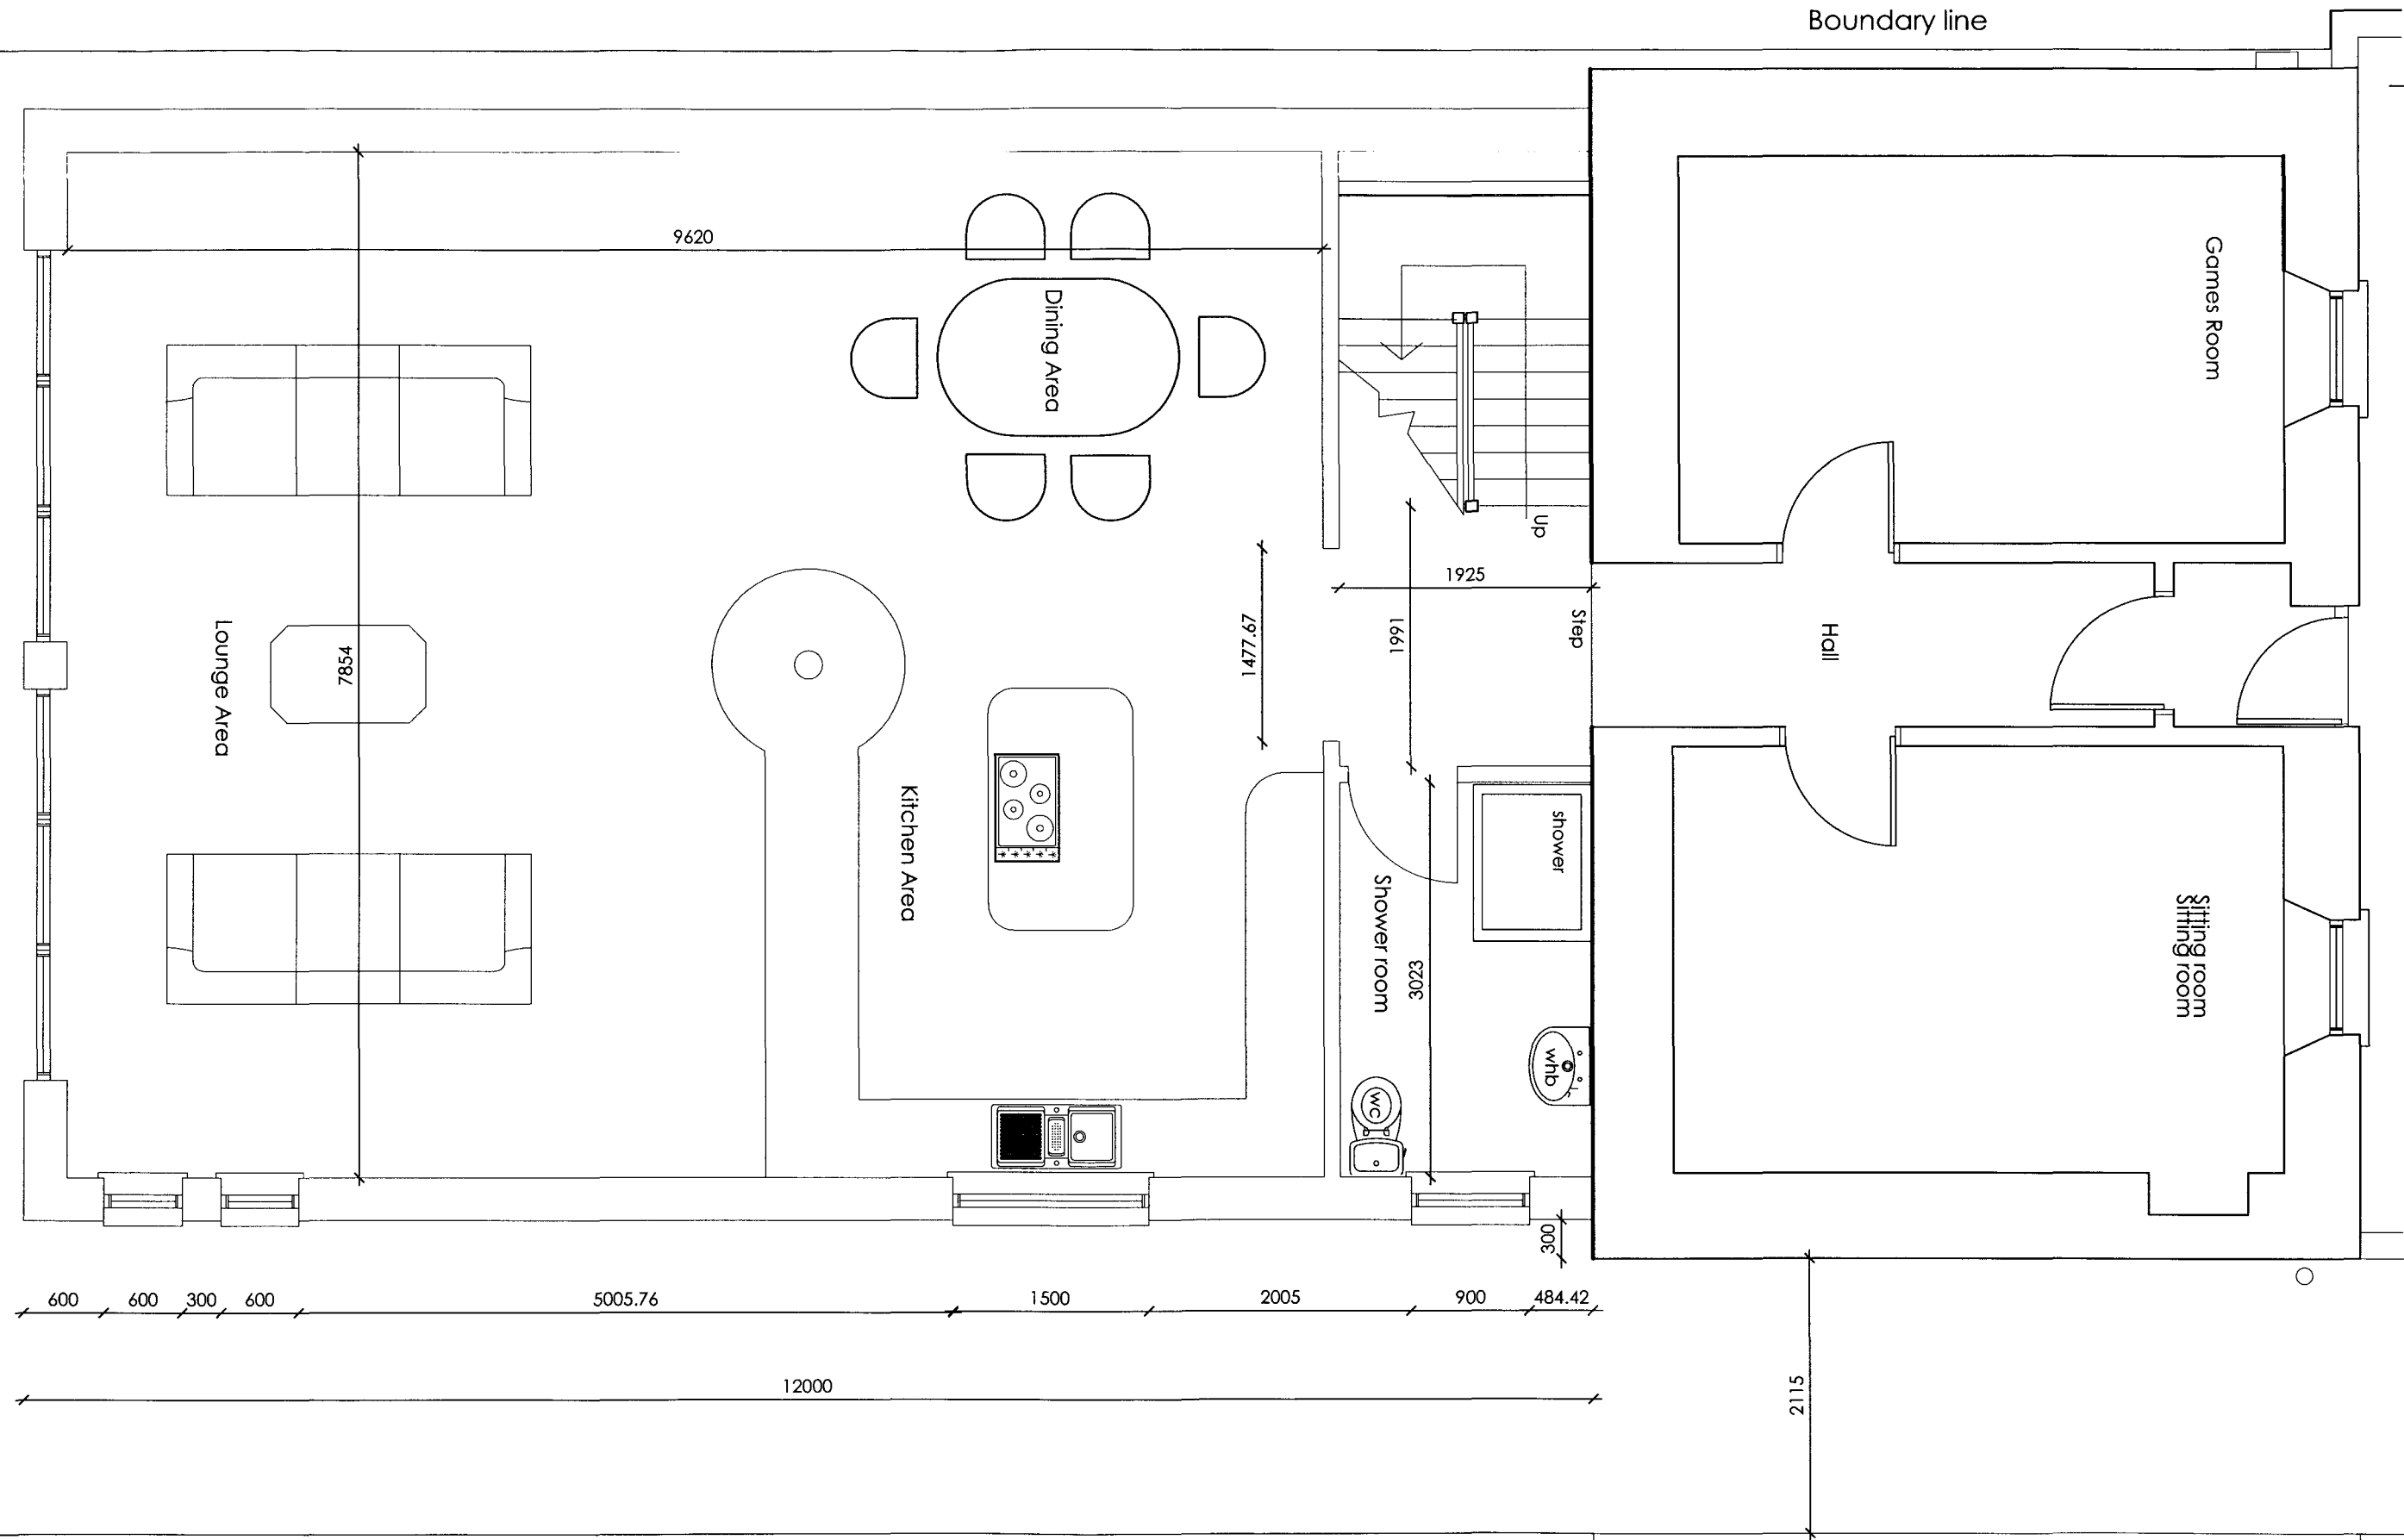 Boundary line
9620
Games Room
Dining Area
Up
1925
Step
1477.67
1991
Hall
7854
Lounge Area
Kitchen Area
shower
Shower room
3023
Sitting room
Sitting room
whb
WC
300
600
600
300
600
5005.76
1500
2005
900
484.42
12000
2115